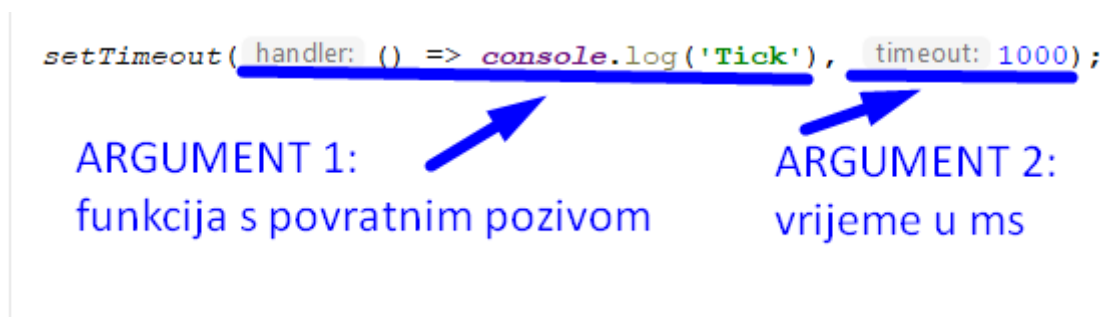 setTimeout( handler: () => console.log('Tick'), timeout: 1000);
ARGUMENT 1:
funkcija s povratnim pozivom
ARGUMENT 2:
vrijeme u ms